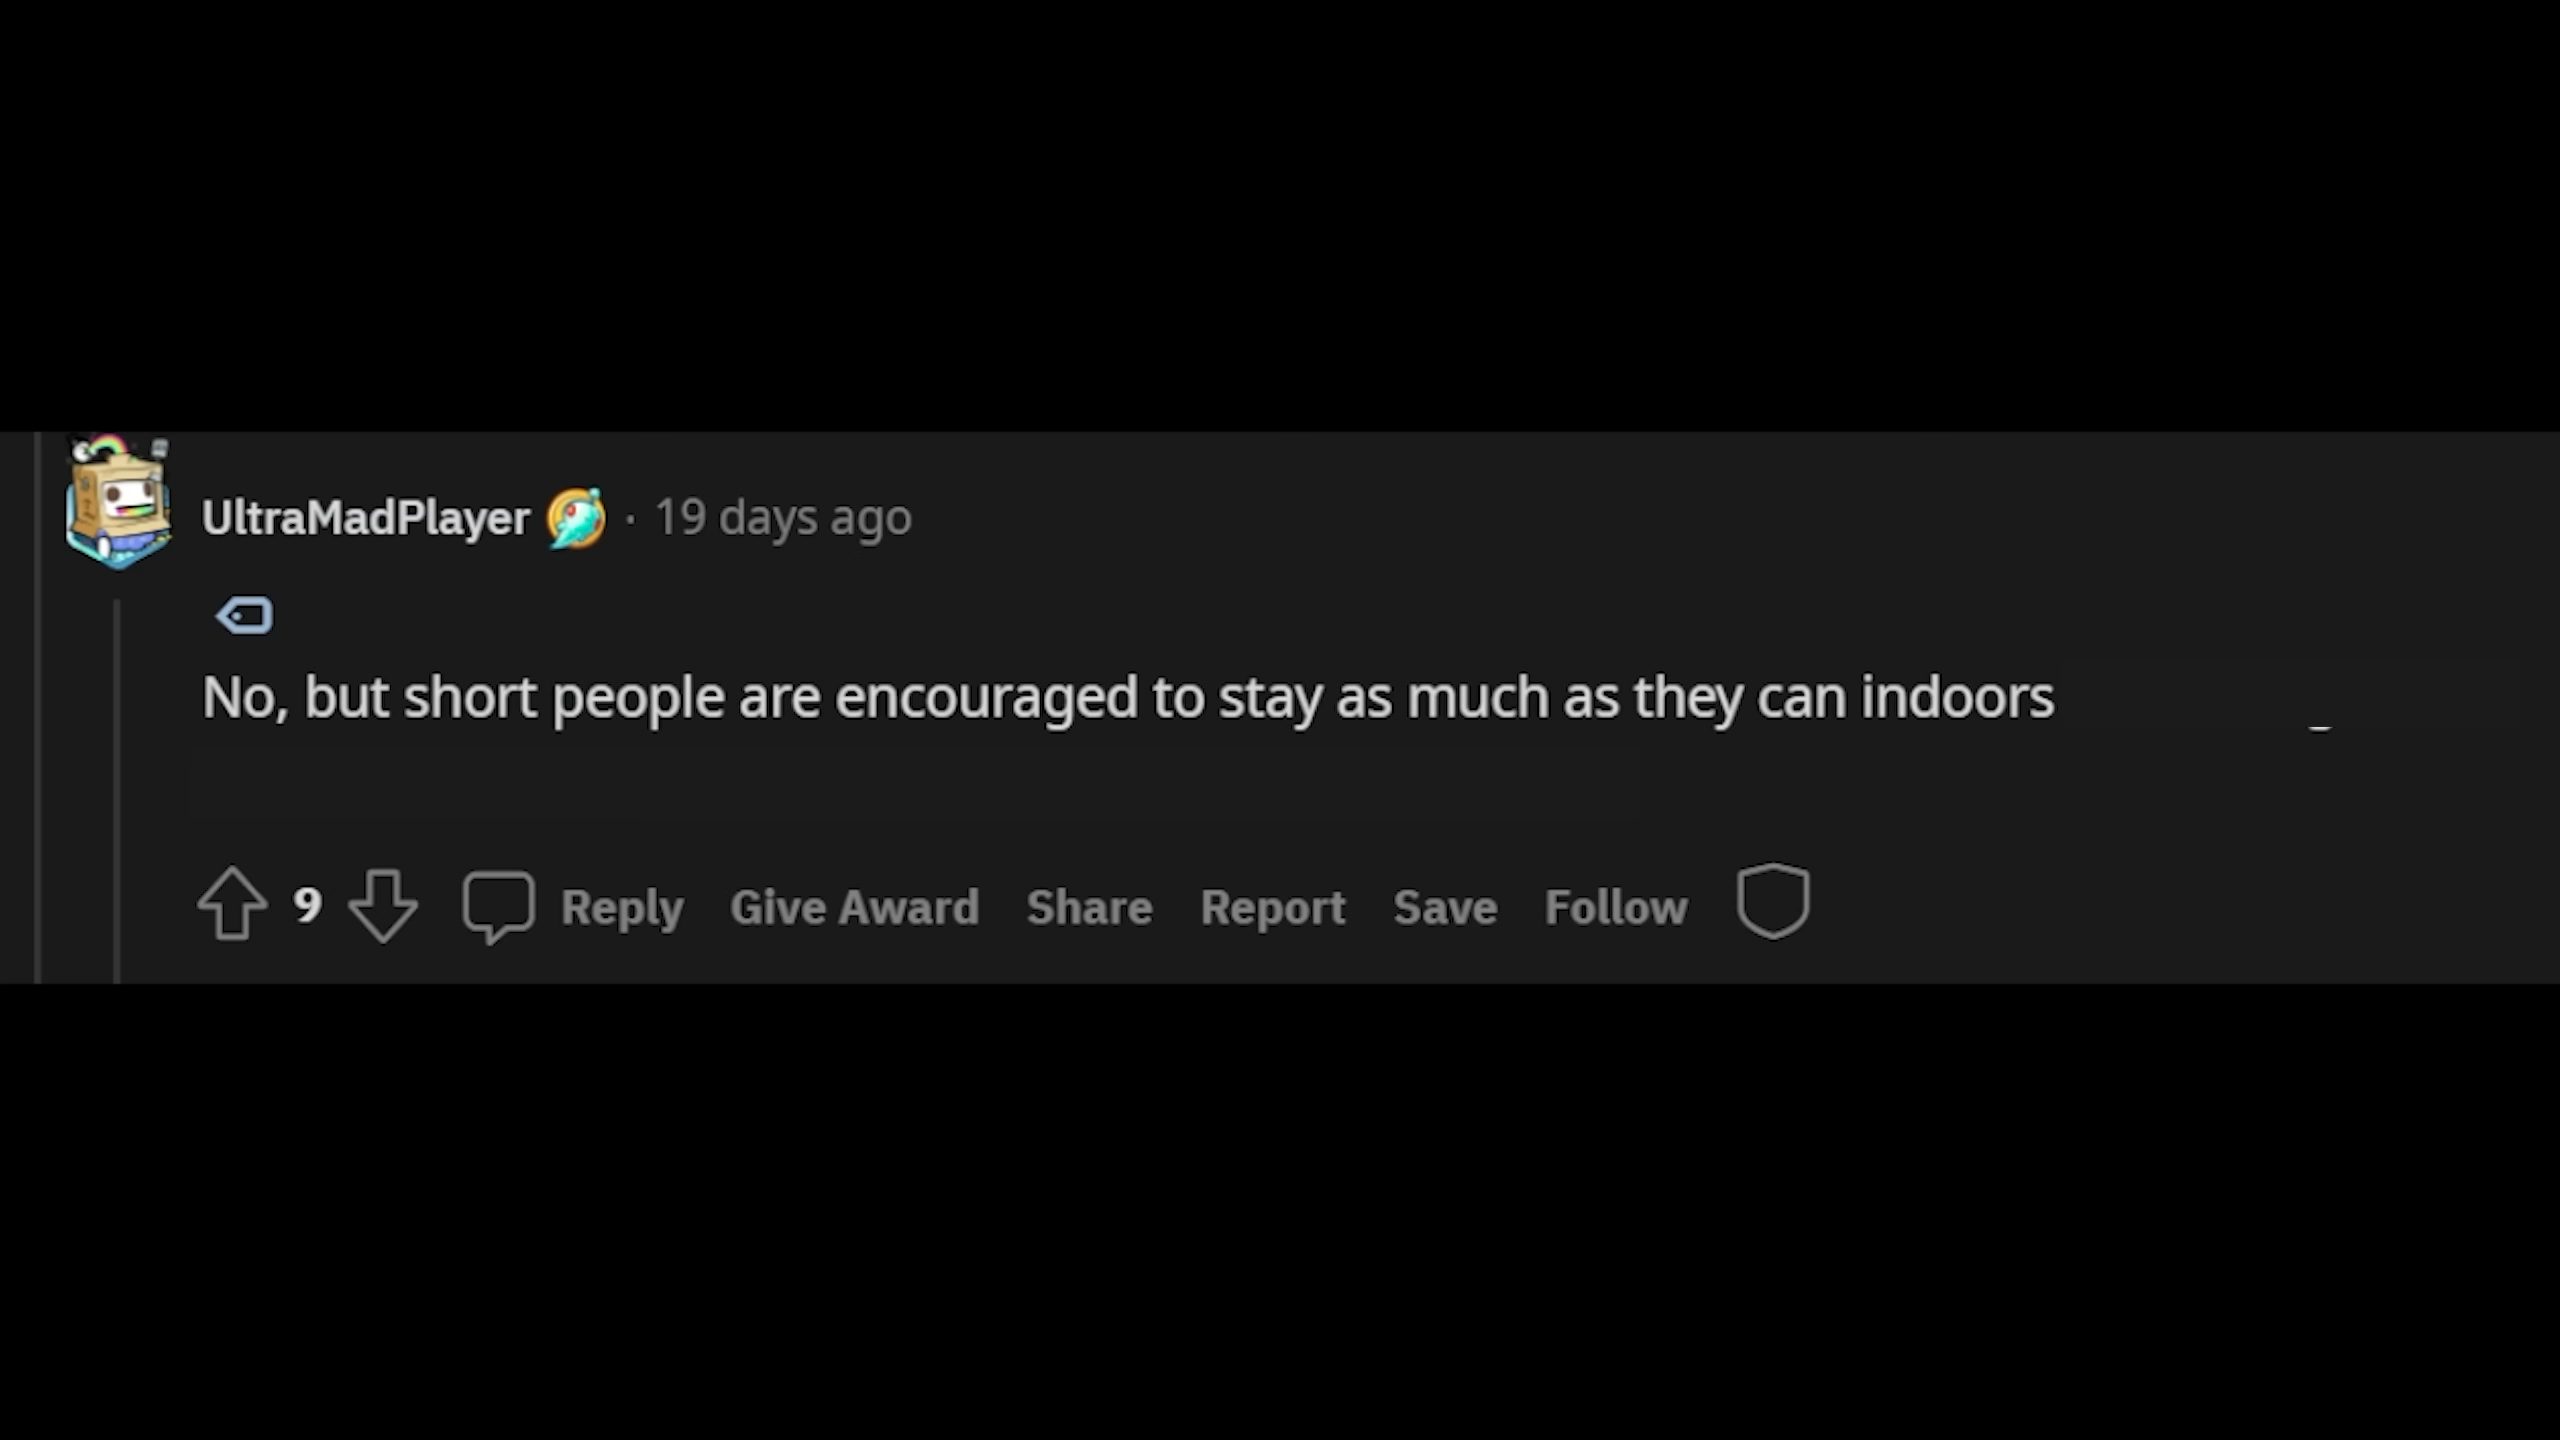 UltraMadPlayer · 19 days ago
No, but short people are encouraged to stay as much as they can indoors
9 Reply Give Award Share Report Save Follow